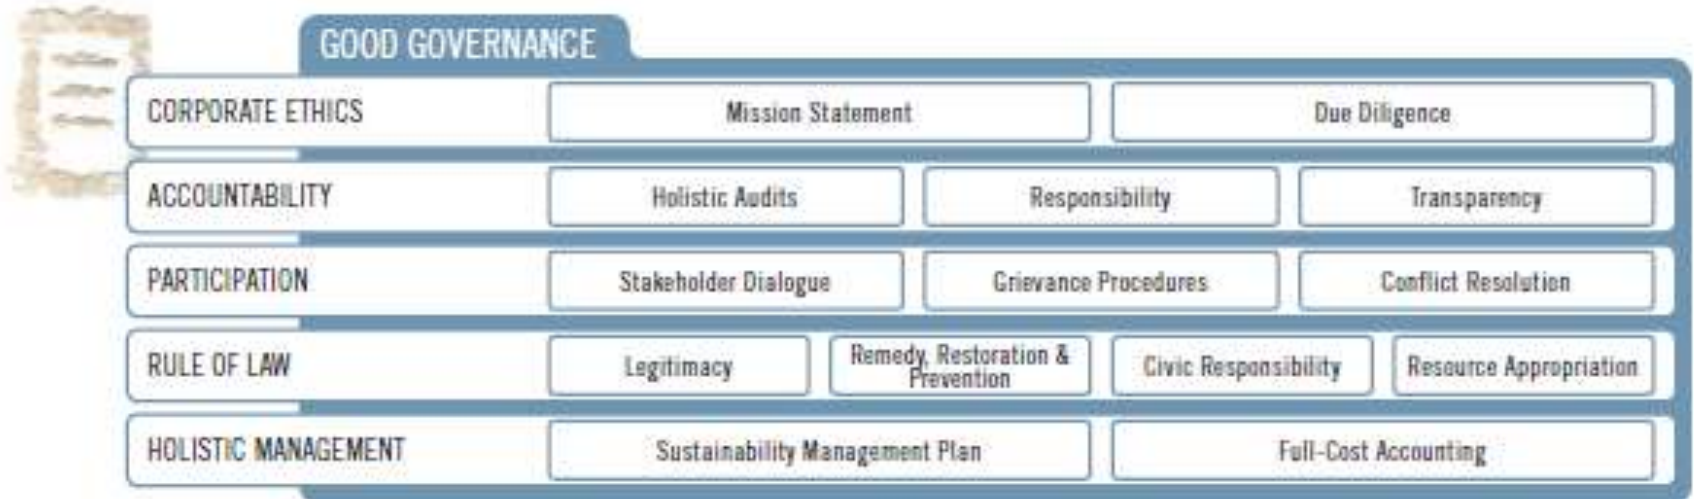 GOOD GOVERNANCE
CORPORATE ETHICS
Mission Statement
Due Diligence
ACCOUNTABILITY
Holistic Audits
Responsibility
Transparency
PARTICIPATION
Stakeholder Dialogue
Grievance Procedures
Conflict Resolution
RULE OF LAW
Legitimacy
Remedy, Restoration &
Prevention
Civic Responsibility
Resource Appropriation
HOLISTIC MANAGEMENT
Sustainability Management Plan
Full-Cost Accounting